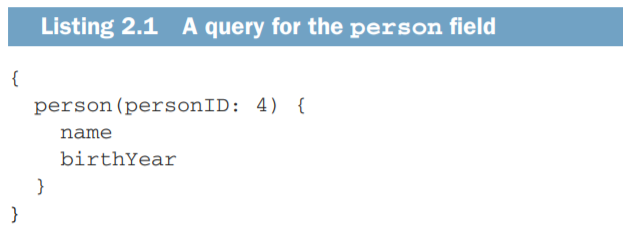 Listing 2.1 A query for the person field
{
person(personID: 4) {
name
birthYear
}
}